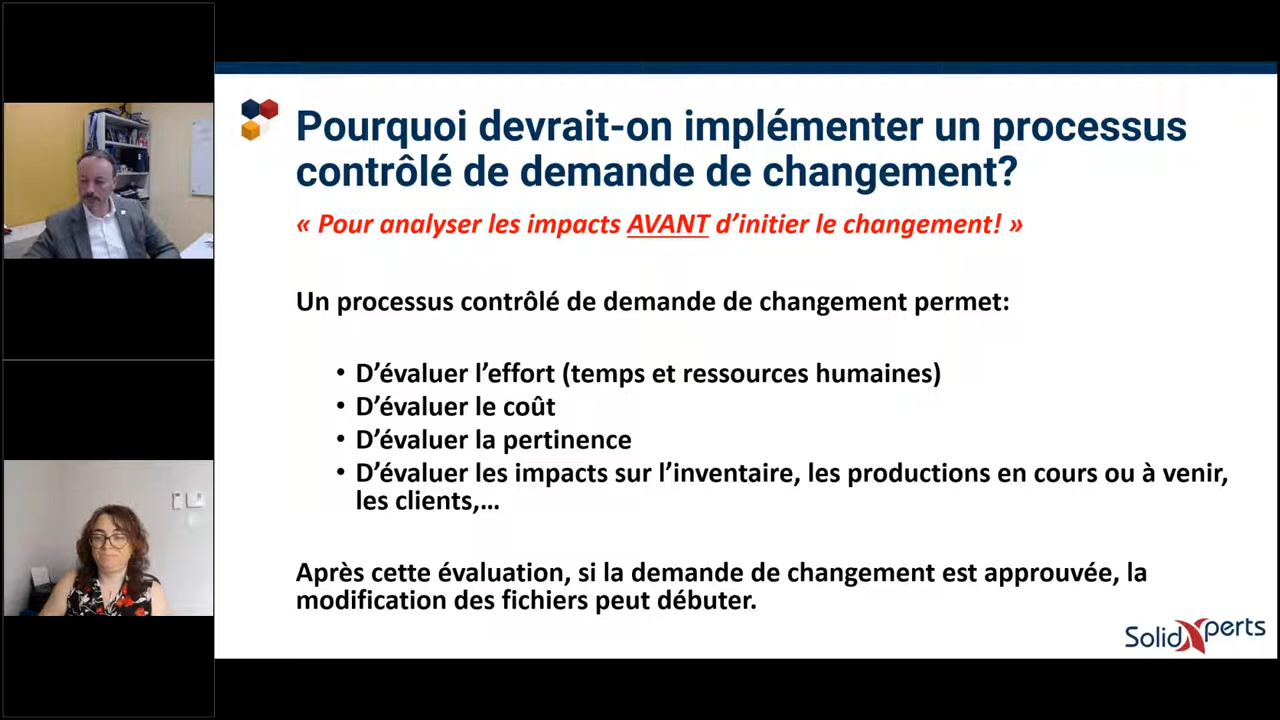 Pourquoi devrait-on implémenter un processus
contrôlé de demande de changement?
« Pour analyser les impacts AVANT d’initier le changement! »
Un processus contrôlé de demande de changement permet:
• D’évaluer l’effort (temps et ressources humaines)
• D’évaluer le coût
• D’évaluer la pertinence
• D’évaluer les impacts sur l’inventaire, les productions en cours ou à venir,
les clients,…
Après cette évaluation, si la demande de changement est approuvée, la
modification des fichiers peut débuter.
SolidXperts